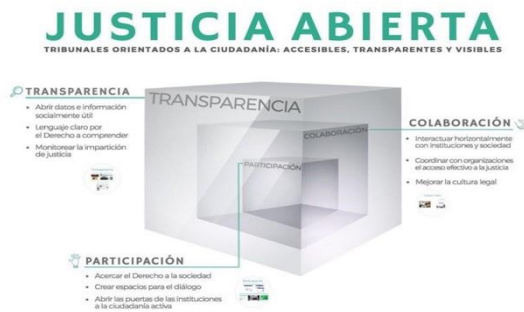 JUSTICIA ABIERTA
TRIBUNALES ORIENTADOS A LA CIUDADANÍA: ACCESIBLES, TRANSPARENTES Y VISIBLES
TRANSPARENCIA
• Abrir datos e información
socialmente útil
• Lenguaje claro por
el Derecho a comprender
• Monitorear la impartición
de justicia
TRANSPARENCIA
COLABORACIÓN
PARTICIPACIÓN
COLABORACIÓN
• Interactuar horizontalmente
con instituciones y sociedad
• Coordinar con organizaciones
el acceso efectivo a la justicia
• Mejorar la cultura legal
PARTICIPACIÓN
• Acercar el Derecho a la sociedad
• Crear espacios para el diálogo
• Abrir las puertas de las instituciones
a la ciudadanía activa